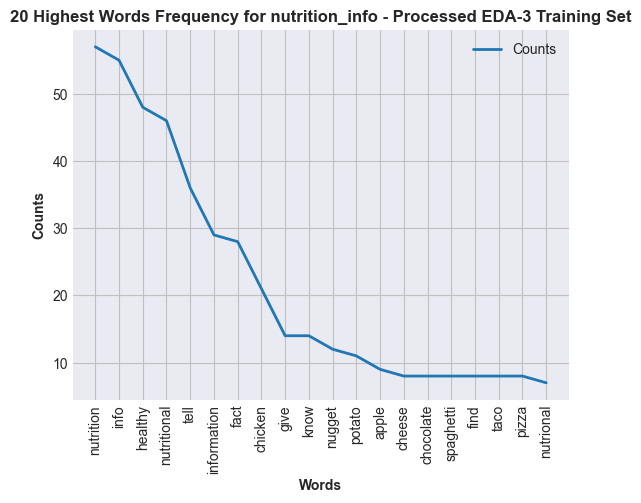 20 Highest Words Frequency for nutrition_info - Processed EDA-3 Training Set
Counts
Counts
50
40
30
20
10
nutrition
info
healthy
nutritional
tell
information
fact
chicken
give
know
nugget
potato
apple
cheese
chocolate
spaghetti
find
taco
pizza
nutrional
Words